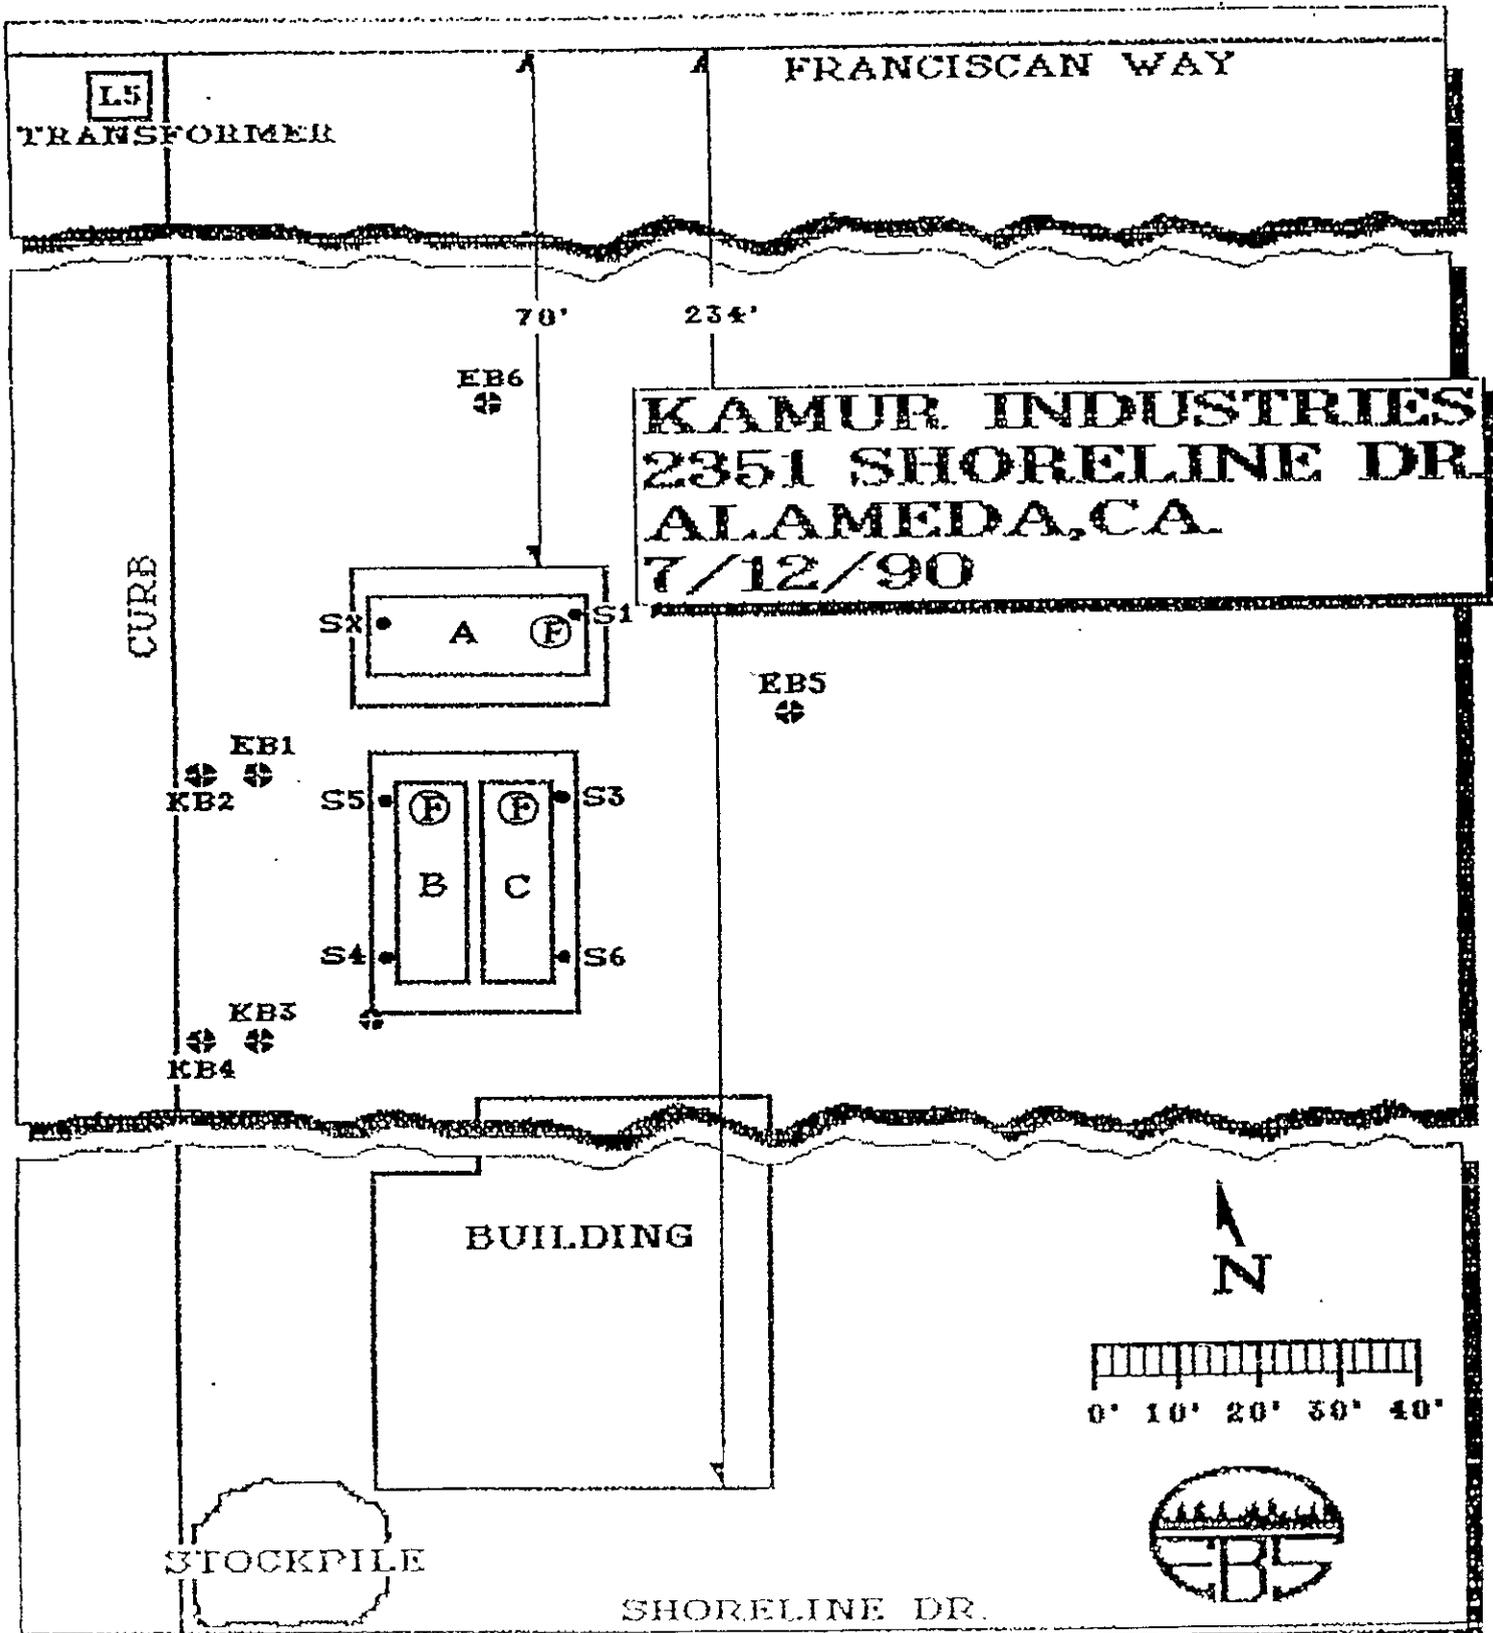 FRANCISCAN WAY
L5
TRANSFORMER
70' 234'
EB6
KAMUR INDUSTRIES
2351 SHORELINE DR.
ALAMEDA,CA.
7/12/90
CURB
SX A F S1
EB5
EB1
KB2
S5 F F S3
B C
S4 S6
KB3
KB4
BUILDING
N
0' 10' 20' 30' 40'
STOCKPILE
B
SHORELINE DR.